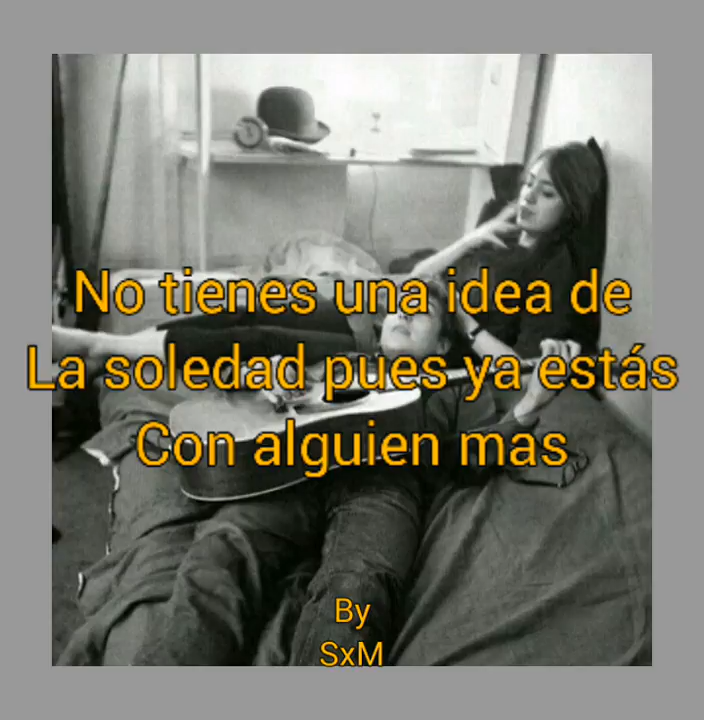 No tienes una idea de
La soledad pues ya estás
Con alguien mas
By
SxM